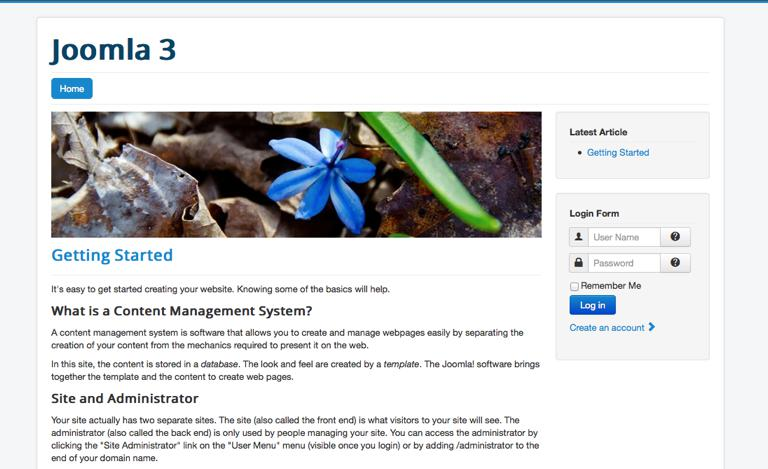 Joomla 3
Home
Getting Started
It's easy to get started creating your website. Knowing some of the basics will help.
What is a Content Management System?
A content management system is software that allows you to create and manage webpages easily by separating the
creation of your content from the mechanics required to present it on the web.
In this site, the content is stored in a database. The look and feel are created by a template. The Joomla! software brings
together the template and the content to create web pages.
Site and Administrator
Your site actually has two separate sites. The site (also called the front end) is what visitors to your site will see. The
administrator (also called the back end) is only used by people managing your site. You can access the administrator by
clicking the "Site Administrator" link on the "User Menu" menu (visible once you login) or by adding /administrator to the
end of your domain name.
Latest Article
Getting Started
Login Form
User Name
Password
Remember Me
Log in
Create an account